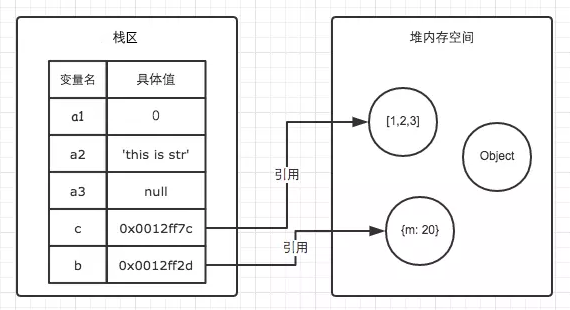 栈区
变量名 具体值
a1 0
a2 'this is str'
a3 null
c 0x0012ff7c
b 0x0012ff2d
引用
引用
堆内存空间
[1,2,3]
Object
{m: 20}